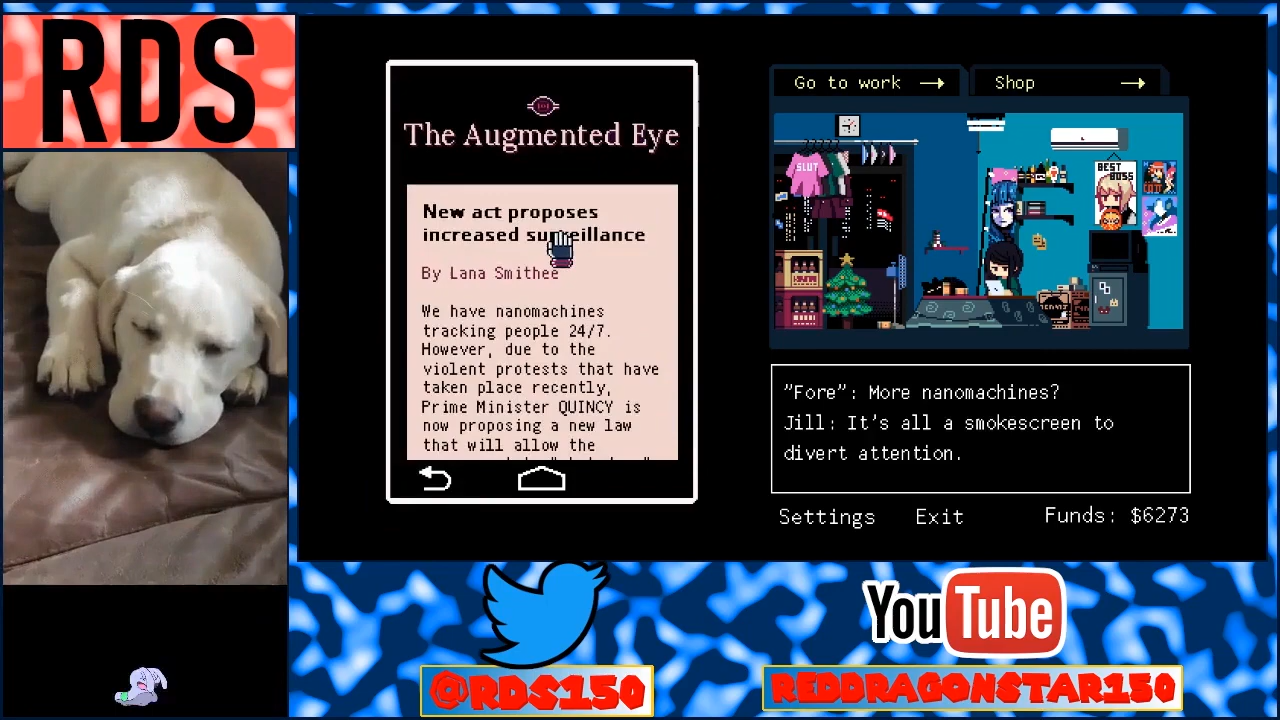 RDS
The Augmented Eye
New act proposes
increased surveillance
By Lana Smithee
We have nanomachines
tracking people 24/7.
However, due to the
violent protests that have
taken place recently,
Prime Minister QUINCY is
now proposing a new law
that will allow the
Go to work
Shop
SLUT
BEST
BOSS
"Fore": More nanomachines?
Jill: It's all a smokescreen to
divert attention.
Settings
Exit
Funds: $6273
YouTube
@RDS150
REDDRAGONSTAR150